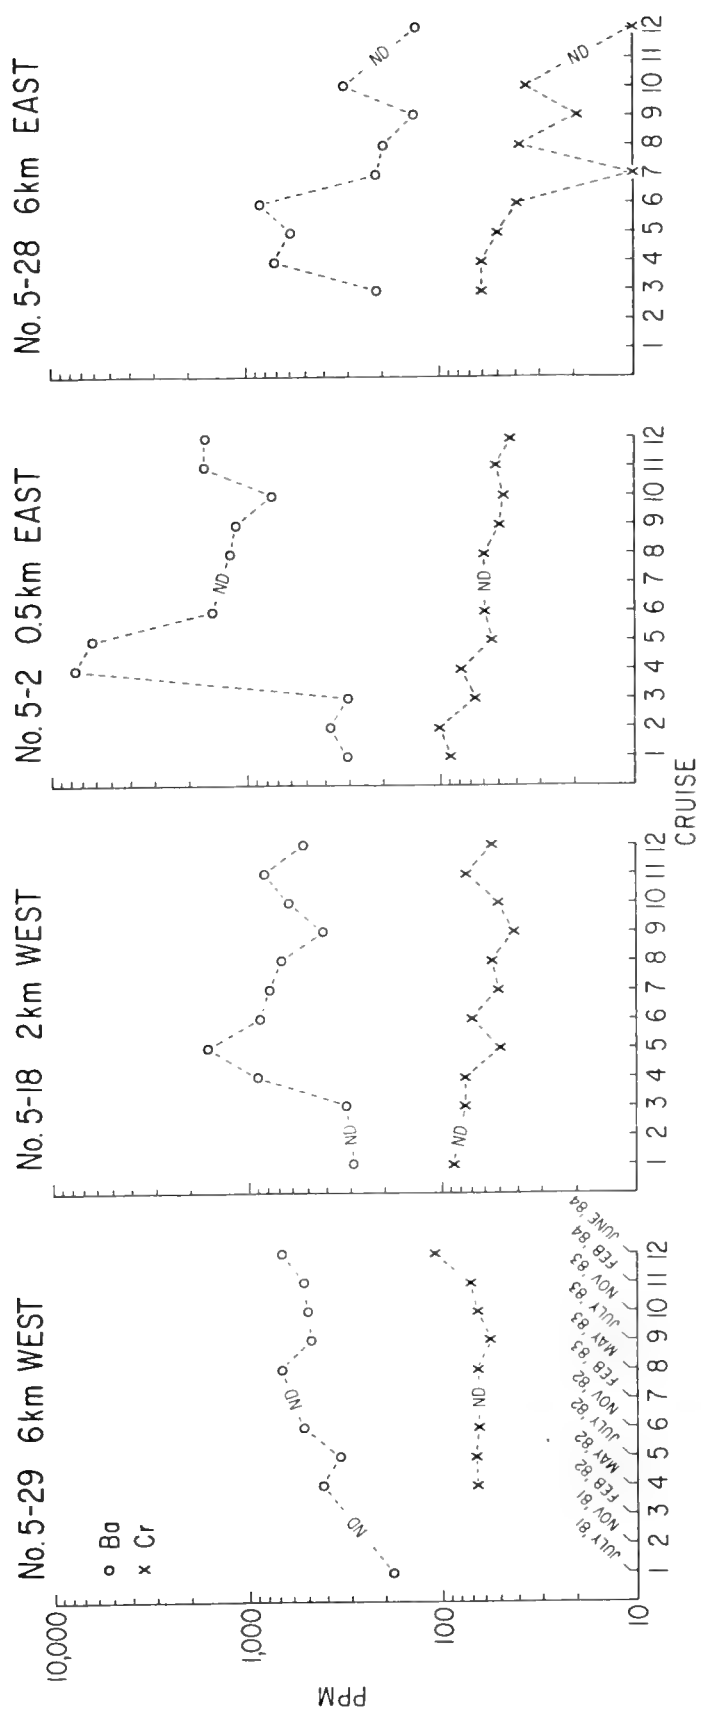 No. 5-29 6km WEST
No. 5-18 2km WEST
No. 5-2 0.5km EAST
No. 5-28 6km EAST
o Ba
x Cr
PPM
10,000
1,000
100
10
ND
ND
ND
ND
ND
ND
ND
ND
ND
JULY '81
NOV '81
FEB '82
MAY '82
JULY '82
NOV '82
FEB '83
MAY '83
JULY '83
NOV '83
FEB '84
JUNE '84
1 2 3 4 5 6 7 8 9 10 11 12
1 2 3 4 5 6 7 8 9 10 11 12
1 2 3 4 5 6 7 8 9 10 11 12
1 2 3 4 5 6 7 8 9 10 11 12
CRUISE